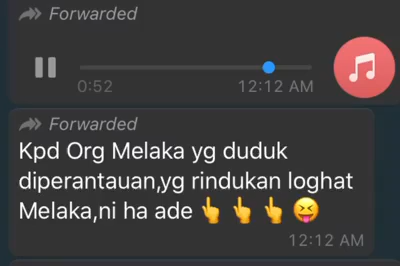 Forwarded
0:52 12:12 AM
Forwarded
Kpd Org Melaka yg duduk
diperantauan,yg rindukan loghat
Melaka,ni ha ade👆👆👆😝
12:12 AM